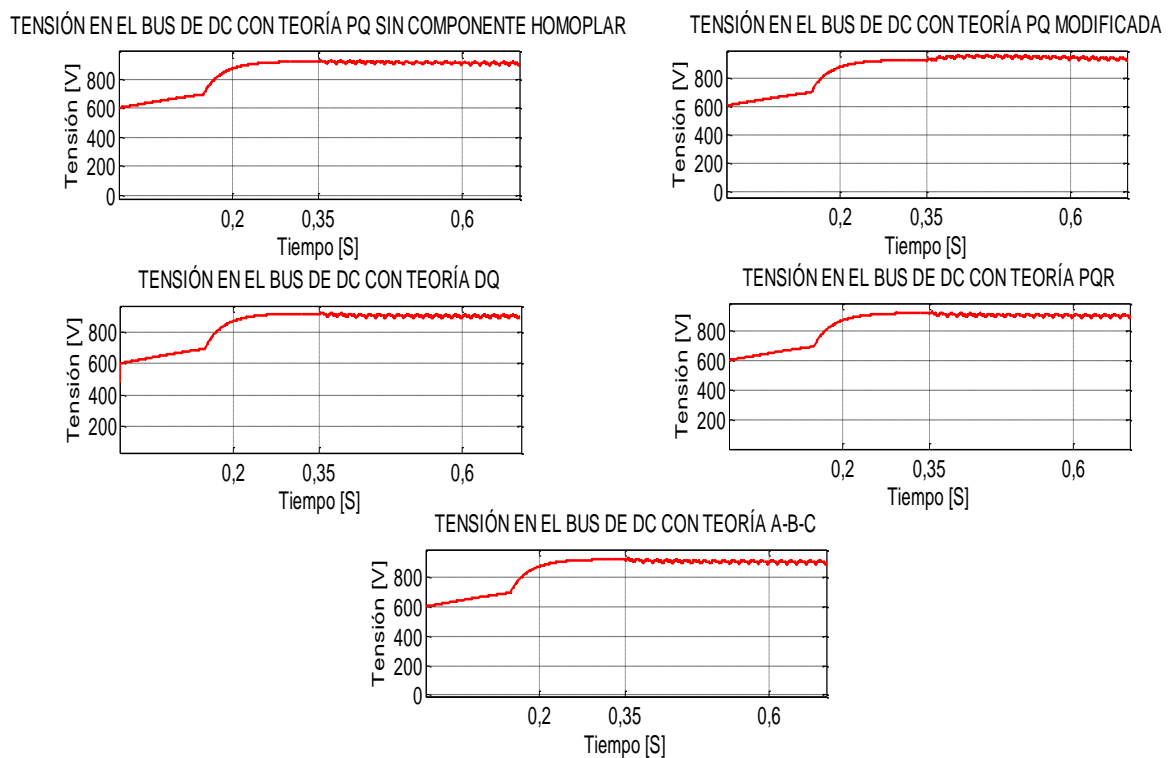 TENSIÓN EN EL BUS DE DC CON TEORÍA PQ SIN COMPONENTE HOMOPLAR
Tensión [V]
800
600
400
200
0
0,2 0,35 0,6
Tiempo [S]
TENSIÓN EN EL BUS DE DC CON TEORÍA PQ MODIFICADA
Tensión [V]
800
600
400
200
0
0,2 0,35 0,6
Tiempo [S]
TENSIÓN EN EL BUS DE DC CON TEORÍA DQ
Tensión [V]
800
600
400
200
0,2 0,35 0,6
Tiempo [S]
TENSIÓN EN EL BUS DE DC CON TEORÍA PQR
Tensión [V]
800
600
400
200
0,2 0,35 0,6
Tiempo [S]
TENSIÓN EN EL BUS DE DC CON TEORÍA A-B-C
Tensión [V]
800
600
400
200
0
0,2 0,35 0,6
Tiempo [S]